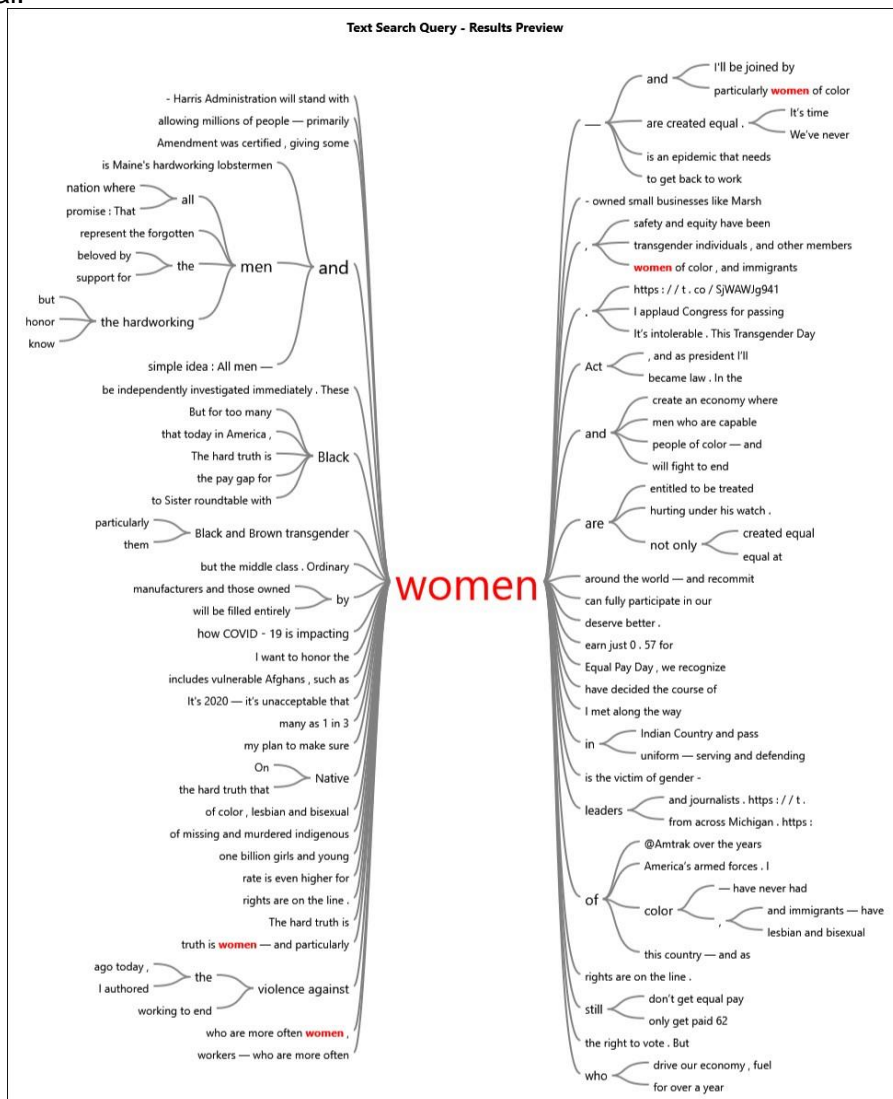 al.
Text Search Query - Results Preview
- Harris Administration will stand with
allowing millions of people — primarily
Amendment was certified , giving some
is Maine's hardworking lobstermen
nation where
promise : That
all
represent the forgotten
beloved by
support for
the
men
and
but
honor
know
the hardworking
simple idea : All men —
be independently investigated immediately . These
But for too many
that today in America ,
The hard truth is
the pay gap for
to Sister roundtable with
Black
particularly
them
Black and Brown transgender
but the middle class . Ordinary
manufacturers and those owned
will be filled entirely
by
how COVID - 19 is impacting
I want to honor the
includes vulnerable Afghans , such as
It's 2020 — it's unacceptable that
many as 1 in 3
my plan to make sure
On
the hard truth that
Native
of color , lesbian and bisexual
of missing and murdered indigenous
one billion girls and young
rate is even higher for
rights are on the line .
The hard truth is
truth is women — and particularly
ago today ,
I authored
the
working to end
violence against
who are more often women ,
workers — who are more often
women
—
and
I'll be joined by
particularly women of color
are created equal .
It's time
We've never
is an epidemic that needs
to get back to work
- owned small businesses like Marsh
,
safety and equity have been
transgender individuals , and other members
women of color , and immigrants
.
https : / / t . co / SjWAWJg941
I applaud Congress for passing
It's intolerable . This Transgender Day
Act
, and as president I'll
became law . In the
and
create an economy where
men who are capable
people of color — and
will fight to end
are
entitled to be treated
hurting under his watch .
not only
created equal
equal at
around the world — and recommit
can fully participate in our
deserve better .
earn just 0 . 57 for
Equal Pay Day , we recognize
have decided the course of
I met along the way
in
Indian Country and pass
uniform — serving and defending
is the victim of gender -
leaders
and journalists . https : / / t .
from across Michigan . https :
of
@Amtrak over the years
America's armed forces . I
color
— have never had
,
and immigrants — have
lesbian and bisexual
this country — and as
rights are on the line .
still
don't get equal pay
only get paid 62
the right to vote . But
who
drive our economy , fuel
for over a year